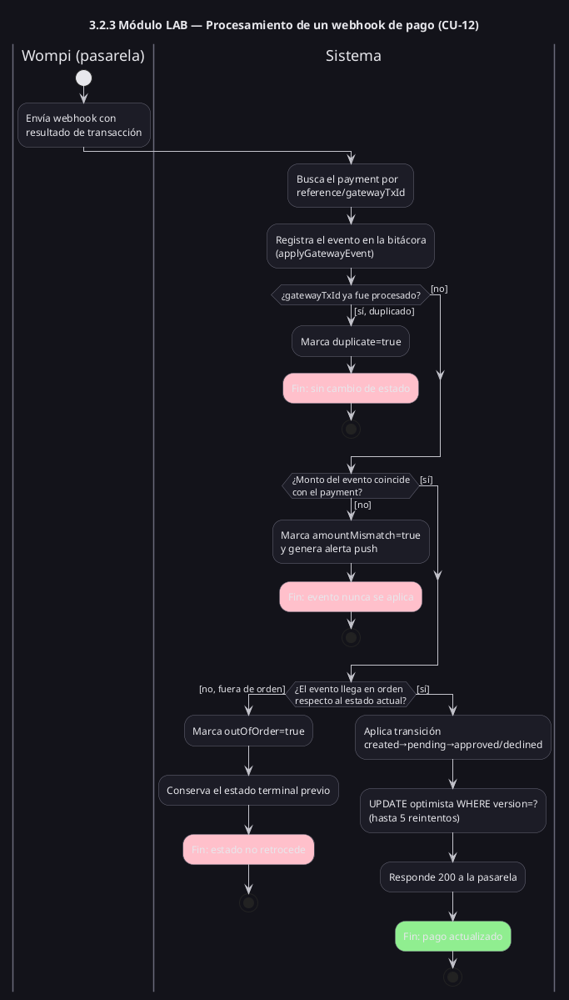 3.2.3 Módulo LAB — Procesamiento de un webhook de pago (CU-12)
Wompi (pasarela)
Sistema
Envía webhook con
resultado de transacción
Busca el payment por
reference/gatewayTxId
Registra el evento en la bitácora
(applyGatewayEvent)
¿gatewayTxId ya fue procesado?
[no]
[sí, duplicado]
Marca duplicate=true
Fin: sin cambio de estado
¿Monto del evento coincide
con el payment?
[sí]
[no]
Marca amountMismatch=true
y genera alerta push
Fin: evento nunca se aplica
[no, fuera de orden]
¿El evento llega en orden
respecto al estado actual?
[sí]
Marca outOfOrder=true
Conserva el estado terminal previo
Fin: estado no retrocede
Aplica transición
created→pending→approved/declined
UPDATE optimista WHERE version=?
(hasta 5 reintentos)
Responde 200 a la pasarela
Fin: pago actualizado